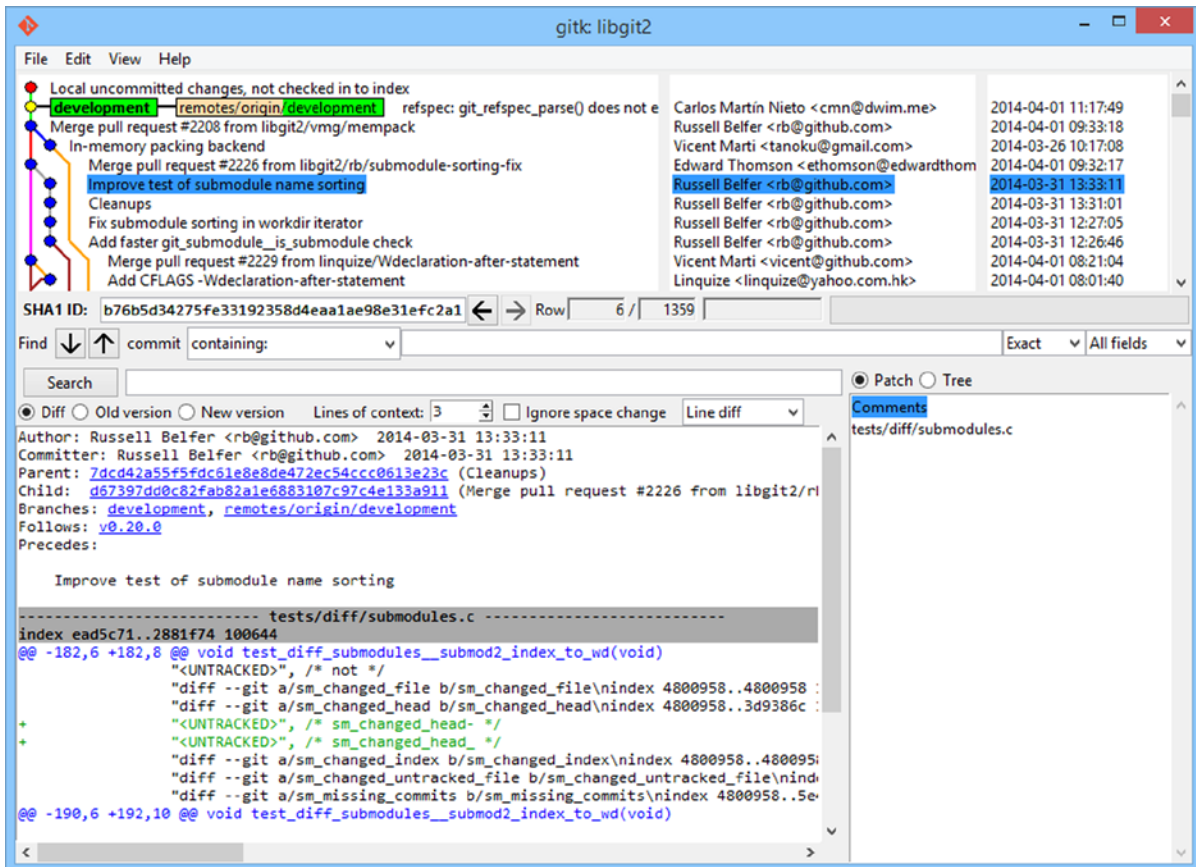 gitk: libgit2
File Edit View Help
Local uncommitted changes, not checked in to index
development remotes/origin/development refspec: git_refspec_parse() does not e Carlos Martín Nieto <cmn@dwim.me> 2014-04-01 11:17:49
Merge pull request #2208 from libgit2/vmg/mempack Russell Belfer <rb@github.com> 2014-04-01 09:33:18
In-memory packing backend Vicent Marti <tanoku@gmail.com> 2014-03-26 10:17:08
Merge pull request #2226 from libgit2/rb/submodule-sorting-fix Edward Thomson <ethomson@edwardthom 2014-04-01 09:32:17
Improve test of submodule name sorting Russell Belfer <rb@github.com> 2014-03-31 13:33:11
Cleanups Russell Belfer <rb@github.com> 2014-03-31 13:31:01
Fix submodule sorting in workdir iterator Russell Belfer <rb@github.com> 2014-03-31 12:27:05
Add faster git_submodule__is_submodule check Russell Belfer <rb@github.com> 2014-03-31 12:26:46
Merge pull request #2229 from linquize/Wdeclaration-after-statement Vicent Marti <vicent@github.com> 2014-04-01 08:21:04
Add CFLAGS -Wdeclaration-after-statement Linquize <linquize@yahoo.com.hk> 2014-04-01 08:01:40
SHA1 ID: b76b5d34275fe33192358d4eaa1ae98e31efc2a1 Row 6 / 1359
Find commit containing: Exact All fields
Search
Patch Tree
Diff Old version New version Lines of context: 3 Ignore space change Line diff
Comments
tests/diff/submodules.c
Author: Russell Belfer <rb@github.com> 2014-03-31 13:33:11
Committer: Russell Belfer <rb@github.com> 2014-03-31 13:33:11
Parent: 7dcd42a55f5fdc61e8e8de472ec54ccc0613e23c (Cleanups)
Child: d67397dd0c82fab82a1e6883107c97c4e133a911 (Merge pull request #2226 from libgit2/rl
Branches: development, remotes/origin/development
Follows: v0.20.0
Precedes:
Improve test of submodule name sorting
--------------------------- tests/diff/submodules.c ---------------------------
index ead5c71..2881f74 100644
@@ -182,6 +182,8 @@ void test_diff_submodules__submod2_index_to_wd(void)
"<UNTRACKED>", /* not */
"diff --git a/sm_changed_file b/sm_changed_file\nindex 4800958..4800958
"diff --git a/sm_changed_head b/sm_changed_head\nindex 4800958..3d9386c
+ "<UNTRACKED>", /* sm_changed_head- */
+ "<UNTRACKED>", /* sm_changed_head_ */
"diff --git a/sm_changed_index b/sm_changed_index\nindex 4800958..480095
"diff --git a/sm_changed_untracked_file b/sm_changed_untracked_file\nind
"diff --git a/sm_missing_commits b/sm_missing_commits\nindex 4800958..5e
@@ -190,6 +192,10 @@ void test_diff_submodules__submod2_index_to_wd(void)